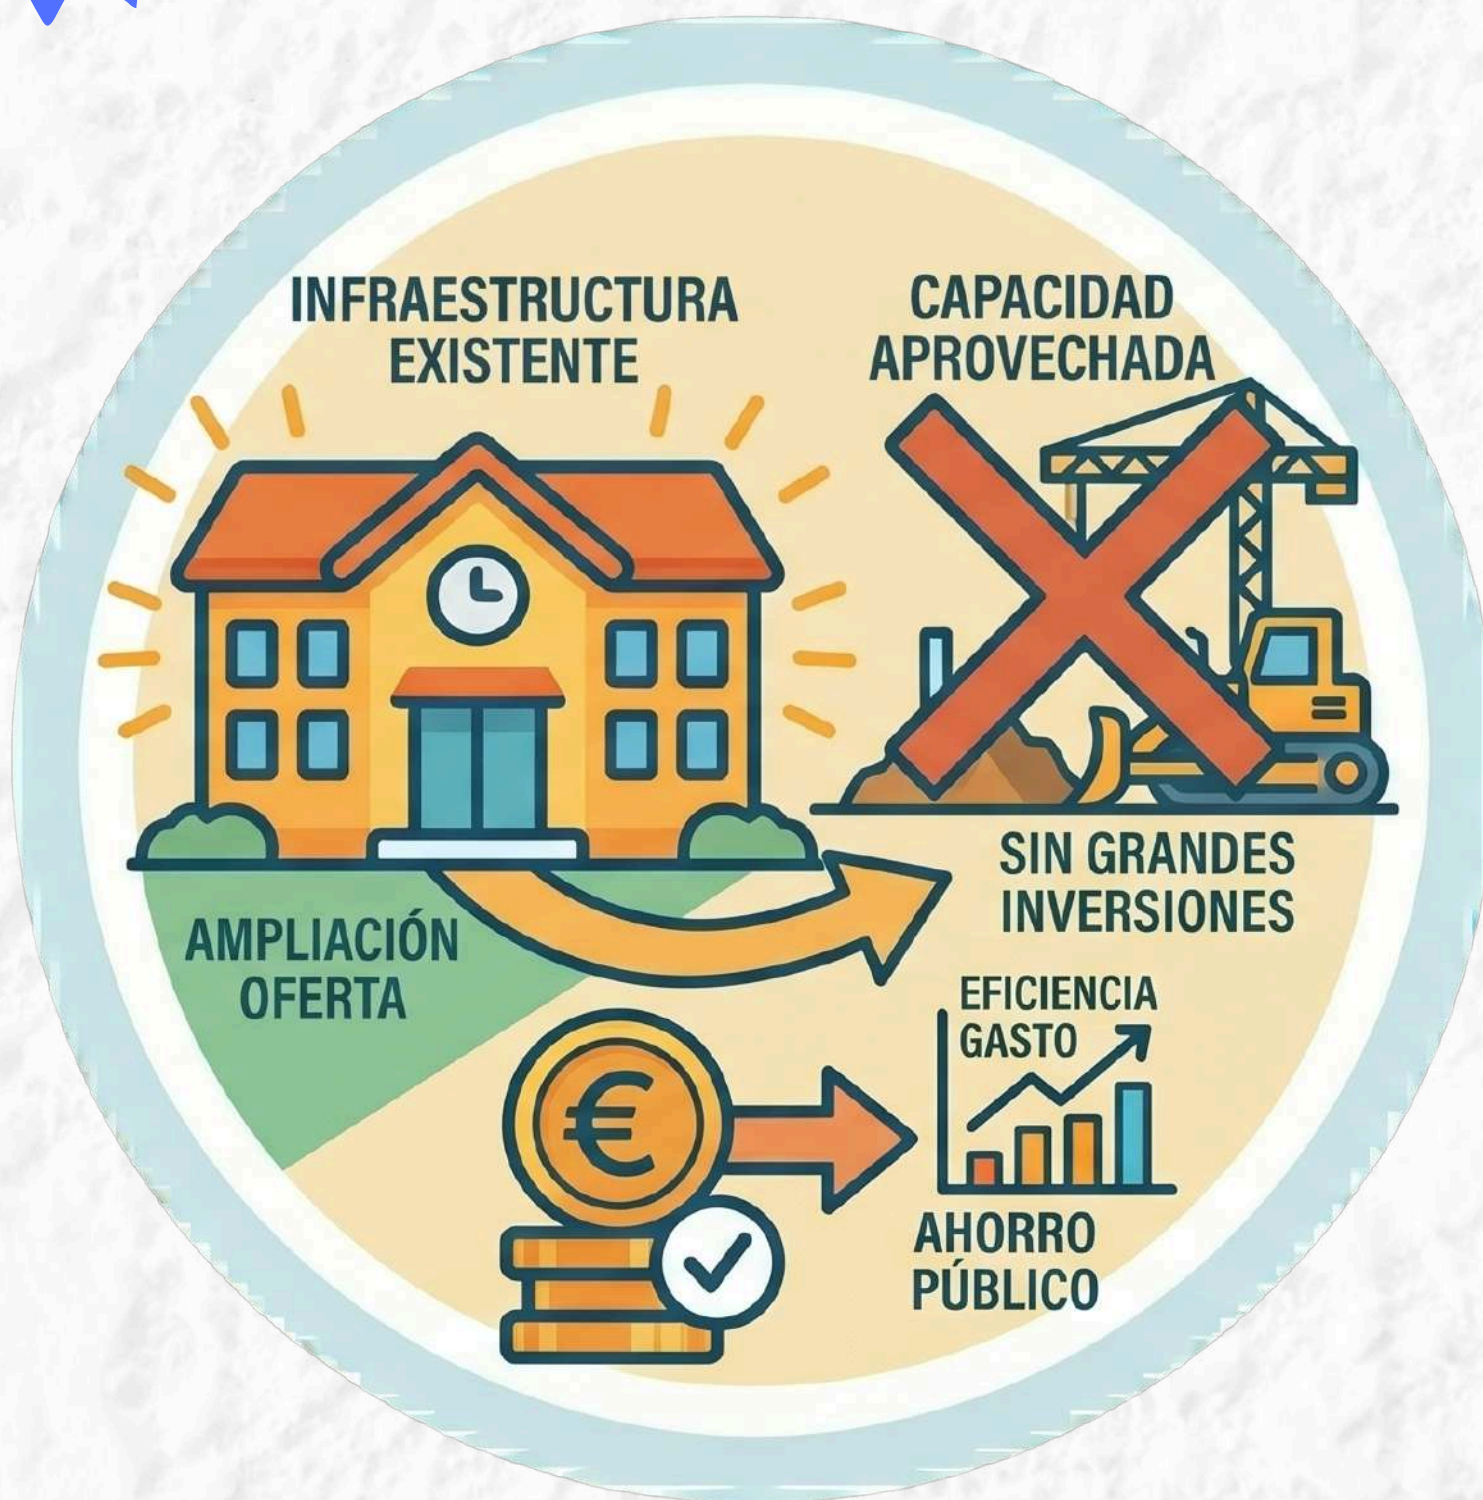 INFRAESTRUCTURA
EXISTENTE
CAPACIDAD
APROVECHADA
SIN GRANDES
INVERSIONES
AMPLIACIÓN
OFERTA
EFICIENCIA
GASTO
€
AHORRO
PÚBLICO